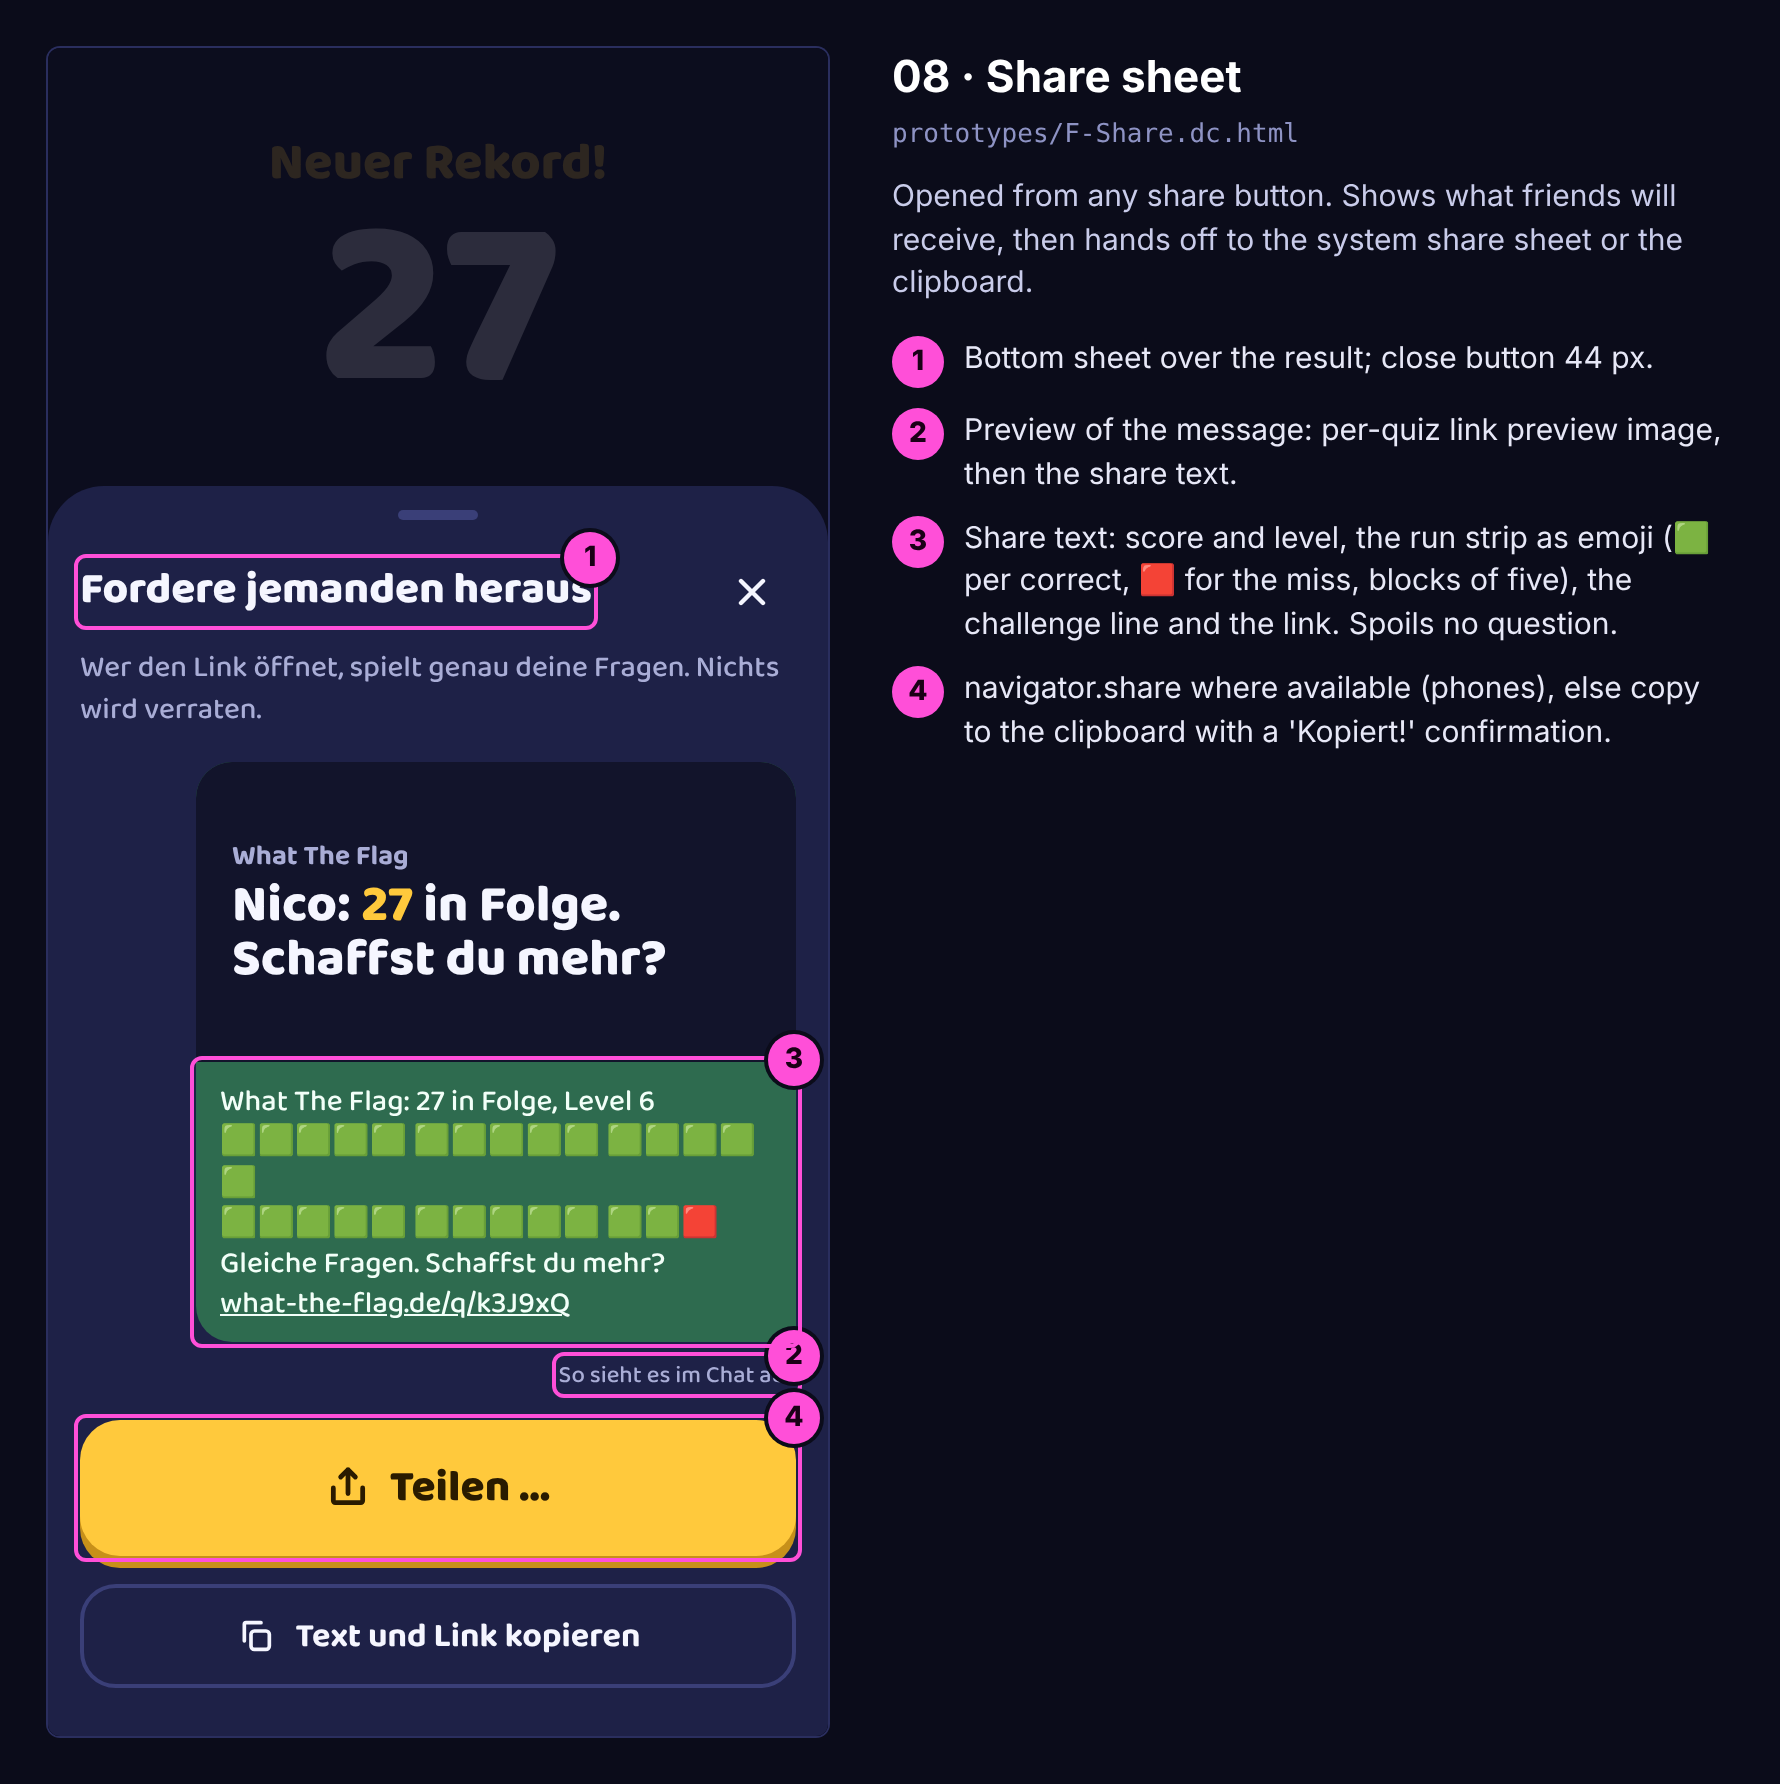 Neuer Rekord!
27
Fordere jemanden heraus
1
Wer den Link öffnet, spielt genau deine Fragen. Nichts
wird verraten.
What The Flag
Nico: 27 in Folge.
Schaffst du mehr?
3
What The Flag: 27 in Folge, Level 6
🟩🟩🟩🟩🟩 🟩🟩🟩🟩🟩 🟩🟩🟩🟩
🟩
🟩🟩🟩🟩🟩 🟩🟩🟩🟩🟩 🟩🟩🟥
Gleiche Fragen. Schaffst du mehr?
what-the-flag.de/q/k3J9xQ
2
So sieht es im Chat
4
Teilen ...
Text und Link kopieren
08 · Share sheet
prototypes/F-Share.dc.html
Opened from any share button. Shows what friends will
receive, then hands off to the system share sheet or the
clipboard.
1 Bottom sheet over the result; close button 44 px.
2 Preview of the message: per-quiz link preview image,
then the share text.
3 Share text: score and level, the run strip as emoji (🟩
per correct, 🟥 for the miss, blocks of five), the
challenge line and the link. Spoils no question.
4 navigator.share where available (phones), else copy
to the clipboard with a 'Kopiert!' confirmation.